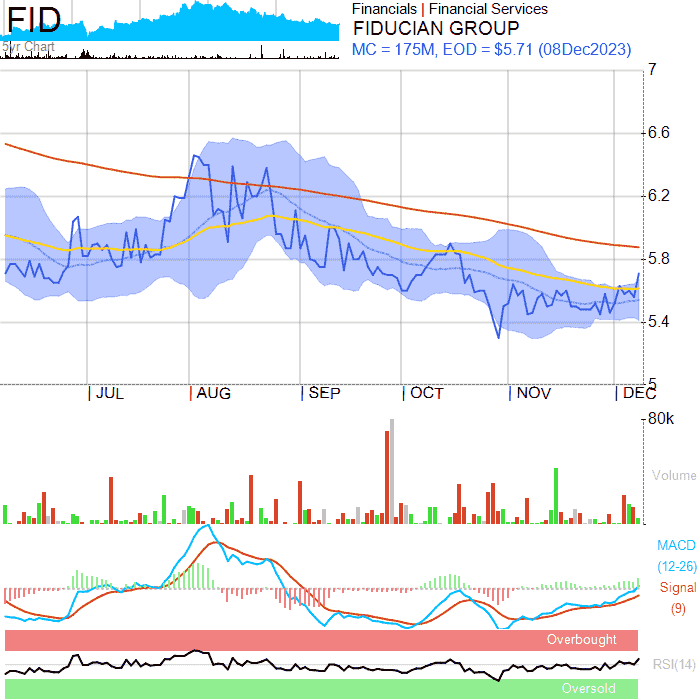 FID
5yr Chart
Financials | Financial Services
FIDUCIAN GROUP
MC = 175M, EOD = $5.71 (08Dec2023)
7
6.6
6.2
5.8
5.4
5
JUL AUG SEP OCT NOV DEC
80k
Volume
MACD
(12-26)
Signal
(9)
Overbought
RSI(14)
Oversold